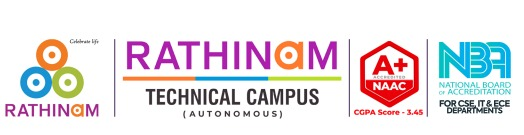 Celebrate life
RATHINAM
RATHINAM
TECHNICAL CAMPUS
(AUTONOMOUS)
A+
ACCREDITED
NAAC
CGPA Score - 3.45
NBA
NATIONAL BOARD
of ACCREDITATION
FOR CSE, IT & ECE
DEPARTMENTS